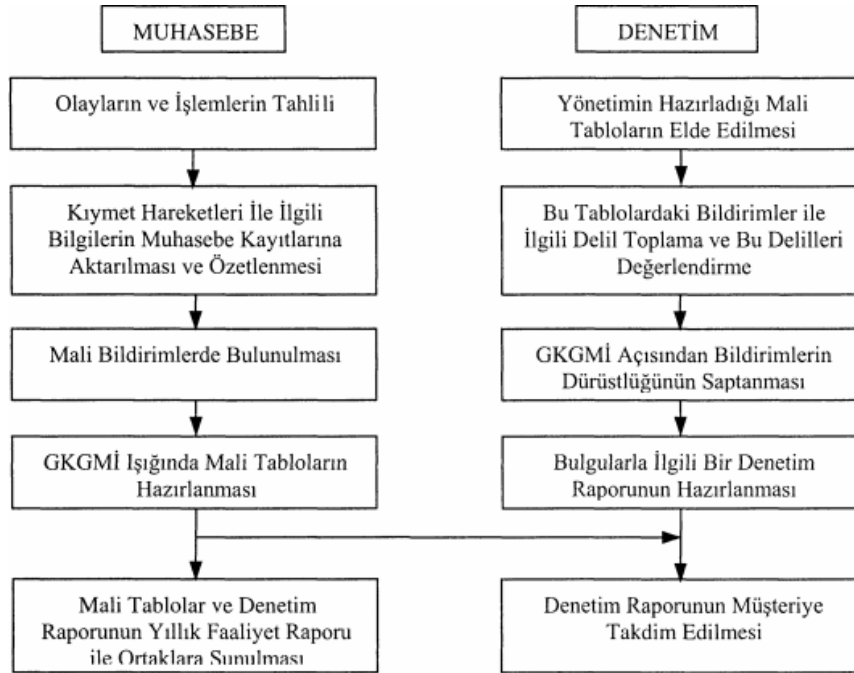 MUHASEBE
Olayların ve İşlemlerin Tahlili
Kıymet Hareketleri İle İlgili
Bilgilerin Muhasebe Kayıtlarına
Aktarılması ve Özetlenmesi
Mali Bildirimlerde Bulunulması
GKGMİ Işığında Mali Tabloların
Hazırlanması
Mali Tablolar ve Denetim
Raporunun Yıllık Faaliyet Raporu
ile Ortaklara Sunulması
DENETİM
Yönetimin Hazırladığı Mali
Tabloların Elde Edilmesi
Bu Tablolardaki Bildirimler ile
İlgili Delil Toplama ve Bu Delilleri
Değerlendirme
GKGMİ Açısından Bildirimlerin
Dürüstlüğünün Saptanması
Bulgularla İlgili Bir Denetim
Raporunun Hazırlanması
Denetim Raporunun Müşteriye
Takdim Edilmesi